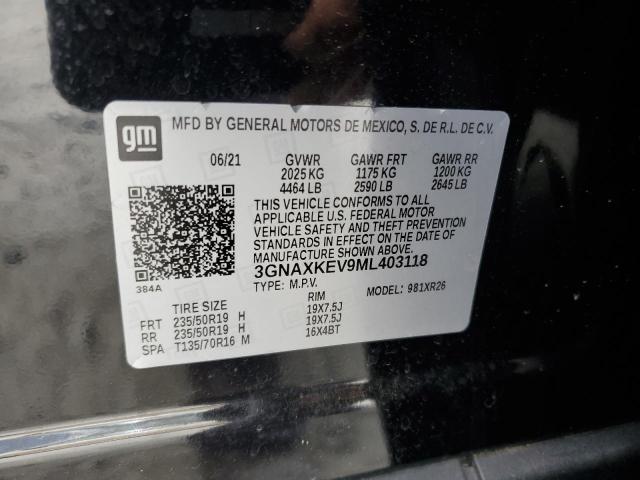 gm
MFD BY GENERAL MOTORS DE MEXICO, S. DE R.L. DE C.V.
06/21 GVWR GAWR FRT GAWR RR
2025 KG 1175 KG 1200 KG
4464 LB 2590 LB 2645 LB
THIS VEHICLE CONFORMS TO ALL
APPLICABLE U.S. FEDERAL MOTOR
VEHICLE SAFETY AND THEFT PREVENTION
STANDARDS IN EFFECT ON THE DATE OF
MANUFACTURE SHOWN ABOVE.
384A 3GNAXKEV9ML403118
TYPE: M.P.V. MODEL: 981XR26
TIRE SIZE RIM
FRT 235/50R19 H 19X7.5J
RR 235/50R19 H 19X7.5J
SPA T135/70R16 M 16X4BT